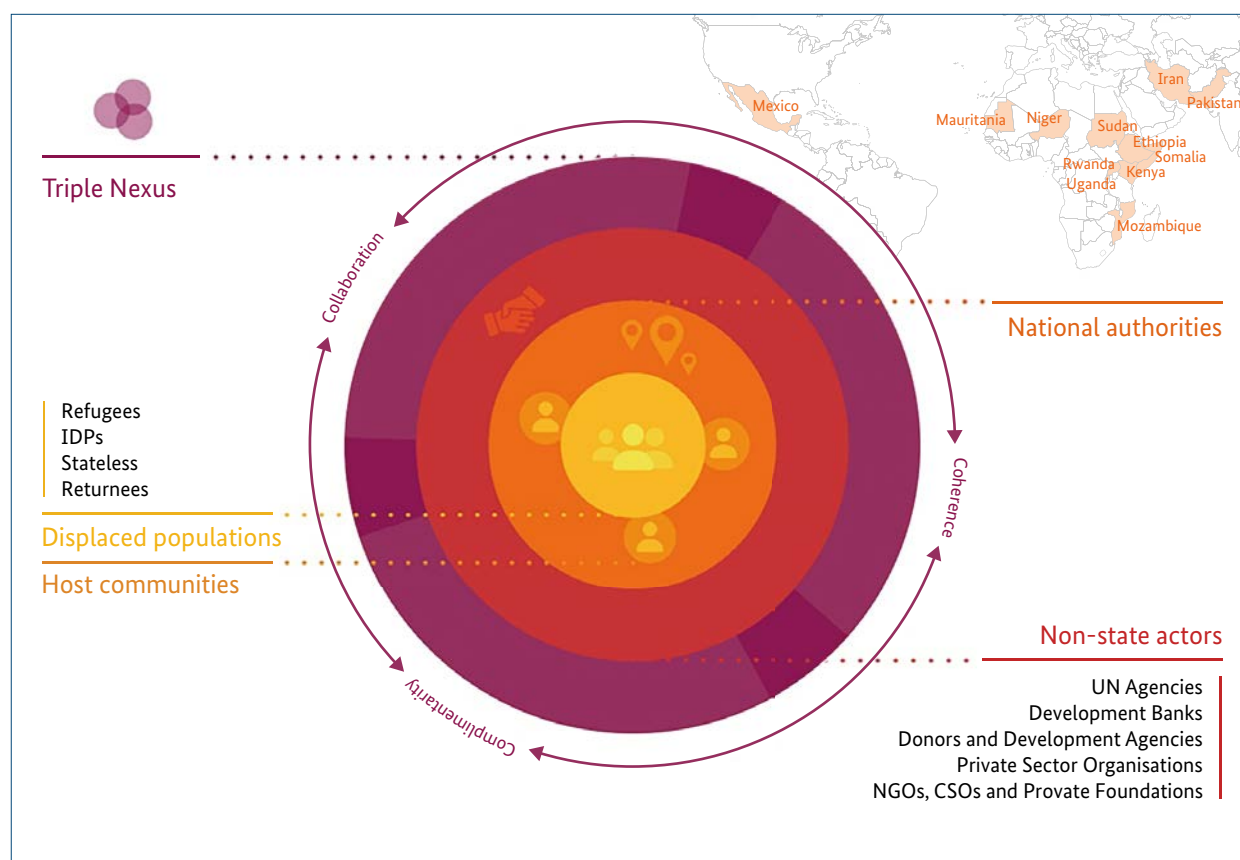 Mexico
Iran
Pakistan
Mauritania
Niger
Sudan
Ethiopia
Somalia
Rwanda
Kenya
Uganda
Mozambique
Triple Nexus
Collaboration
National authorities
Refugees
IDPs
Stateless
Returnees
Coherence
Displaced populations
Host communities
Non-state actors
Complimentarity
UN Agencies
Development Banks
Donors and Development Agencies
Private Sector Organisations
NGOs, CSOs and Provate Foundations